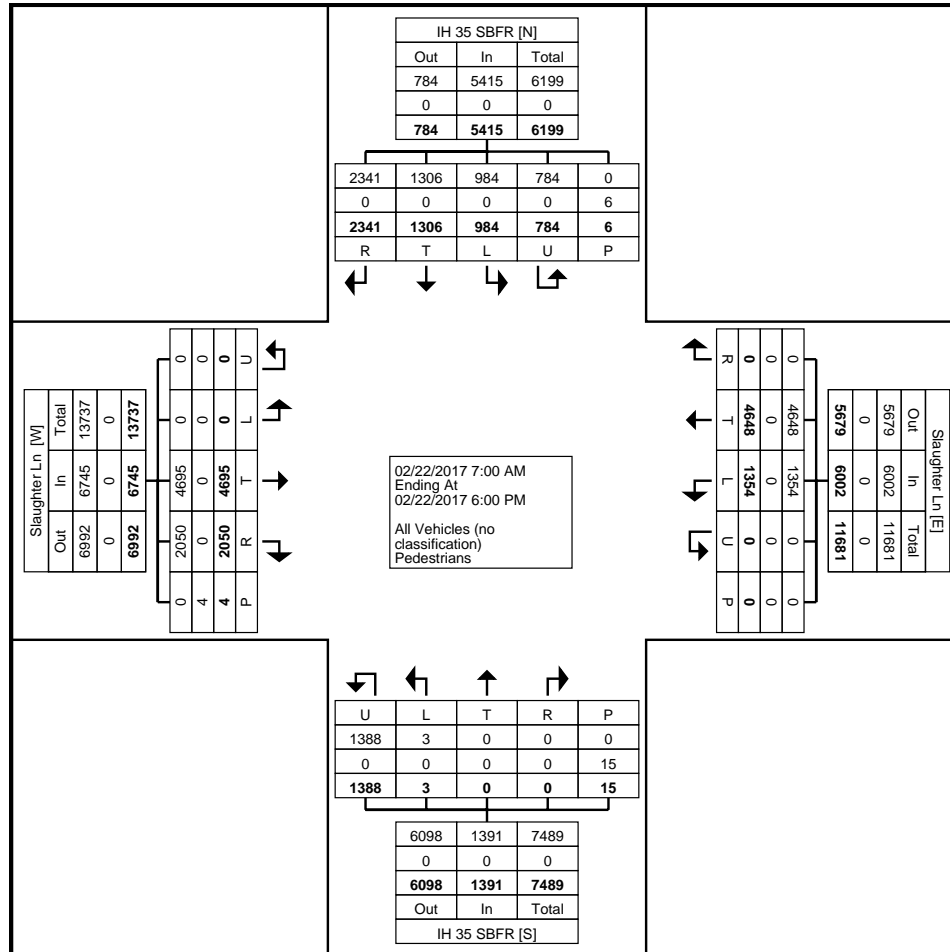 IH 35 SBFR [N]
Out In Total
784 5415 6199
0 0 0
784 5415 6199
2341 1306 984 784 0
0 0 0 0 6
2341 1306 984 784 6
R T L U P
Slaughter Ln [W]
Total In Out
13737 6745 6992
0 0 0
13737 6745 6992
0 0 4695 2050 0
0 0 0 0 4
0 0 4695 2050 4
U L T R P
02/22/2017 7:00 AM
Ending At
02/22/2017 6:00 PM
All Vehicles (no
classification)
Pedestrians
R T L U P
0 4648 1354 0 0
0 0 0 0 0
0 4648 1354 0 0
5679 6002 11681
0 0 0
5679 6002 11681
Out In Total
Slaughter Ln [E]
U L T R P
1388 3 0 0 0
0 0 0 0 15
1388 3 0 0 15
6098 1391 7489
0 0 0
6098 1391 7489
Out In Total
IH 35 SBFR [S]